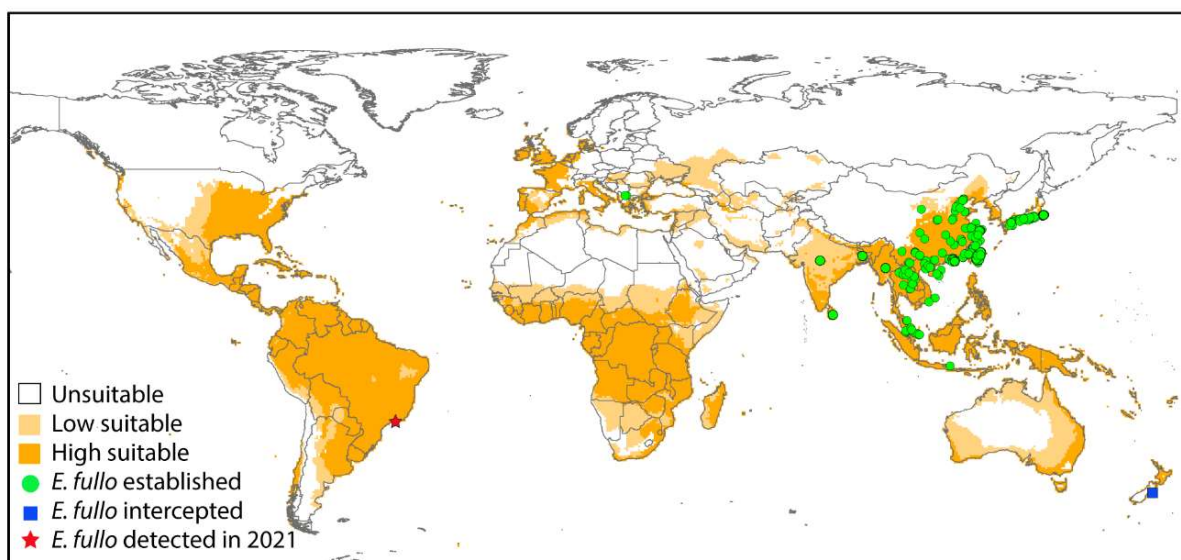 Unsuitable
Low suitable
High suitable
E. fullo established
E. fullo intercepted
E. fullo detected in 2021